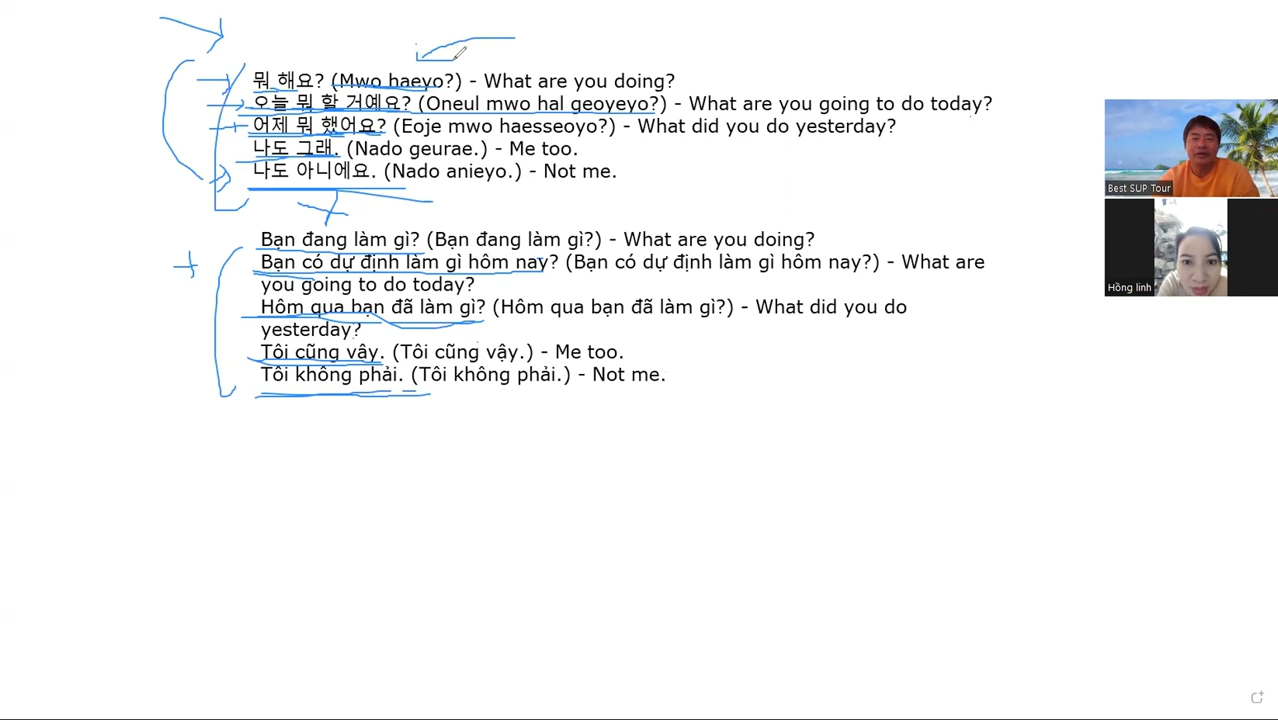 뭐 해요? (Mwo haeyo?) - What are you doing?
오늘 뭐 할 거예요? (Oneul mwo hal geoyeyo?) - What are you going to do today?
어제 뭐 했어요? (Eoje mwo haesseoyo?) - What did you do yesterday?
나도 그래. (Nado geurae.) - Me too.
나도 아니에요. (Nado anieyo.) - Not me.
Bạn đang làm gì? (Bạn đang làm gì?) - What are you doing?
Bạn có dự định làm gì hôm nay? (Bạn có dự định làm gì hôm nay?) - What are
you going to do today?
Hôm qua bạn đã làm gì? (Hôm qua bạn đã làm gì?) - What did you do
yesterday?
Tôi cũng vậy. (Tôi cũng vậy.) - Me too.
Tôi không phải. (Tôi không phải.) - Not me.
Best SUP Tour
Hồng linh